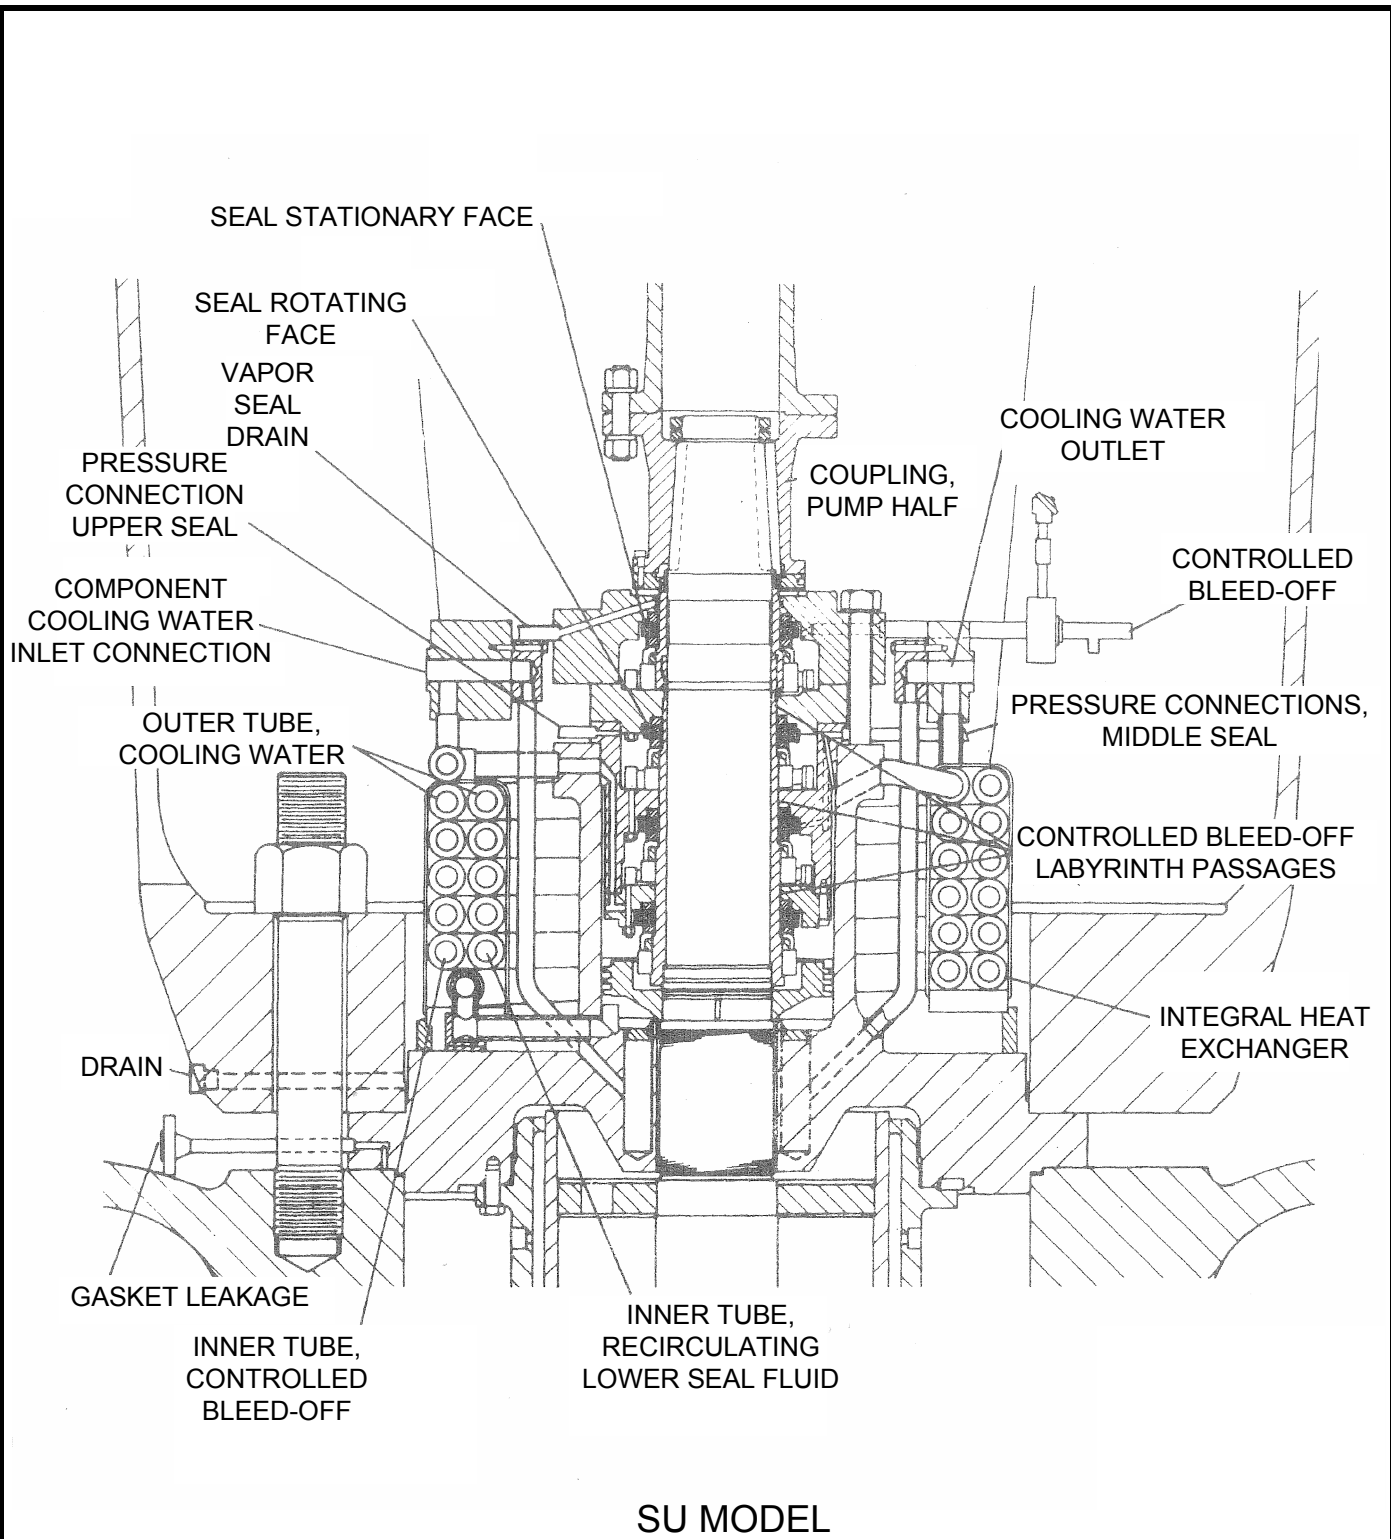 SEAL STATIONARY FACE
SEAL ROTATING
FACE
VAPOR
SEAL
DRAIN
PRESSURE
CONNECTION
UPPER SEAL
COMPONENT
COOLING WATER
INLET CONNECTION
OUTER TUBE,
COOLING WATER
COUPLING,
PUMP HALF
COOLING WATER
OUTLET
CONTROLLED
BLEED-OFF
PRESSURE CONNECTIONS,
MIDDLE SEAL
CONTROLLED BLEED-OFF
LABYRINTH PASSAGES
INTEGRAL HEAT
EXCHANGER
DRAIN
GASKET LEAKAGE
INNER TUBE,
CONTROLLED
BLEED-OFF
INNER TUBE,
RECIRCULATING
LOWER SEAL FLUID
SU MODEL